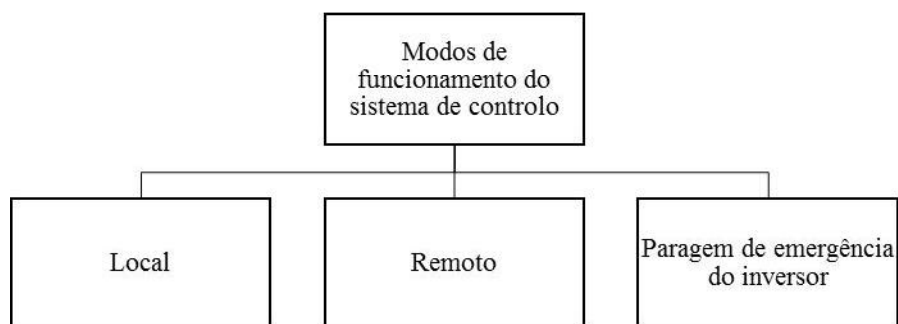 Modos de
funcionamento do
sistema de controlo
Local
Remoto
Paragem de emergência
do inversor